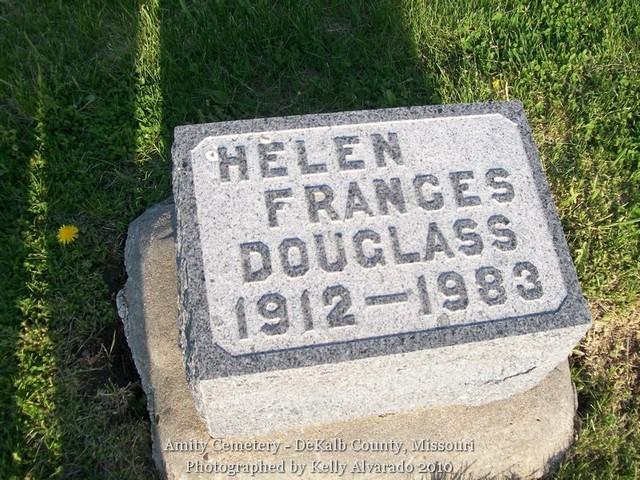 HELEN
FRANCES
DOUGLASS
1912—1983
Amity Cemetery - DeKalb County, Missouri
Photographed by Kelly Alvarado 2010